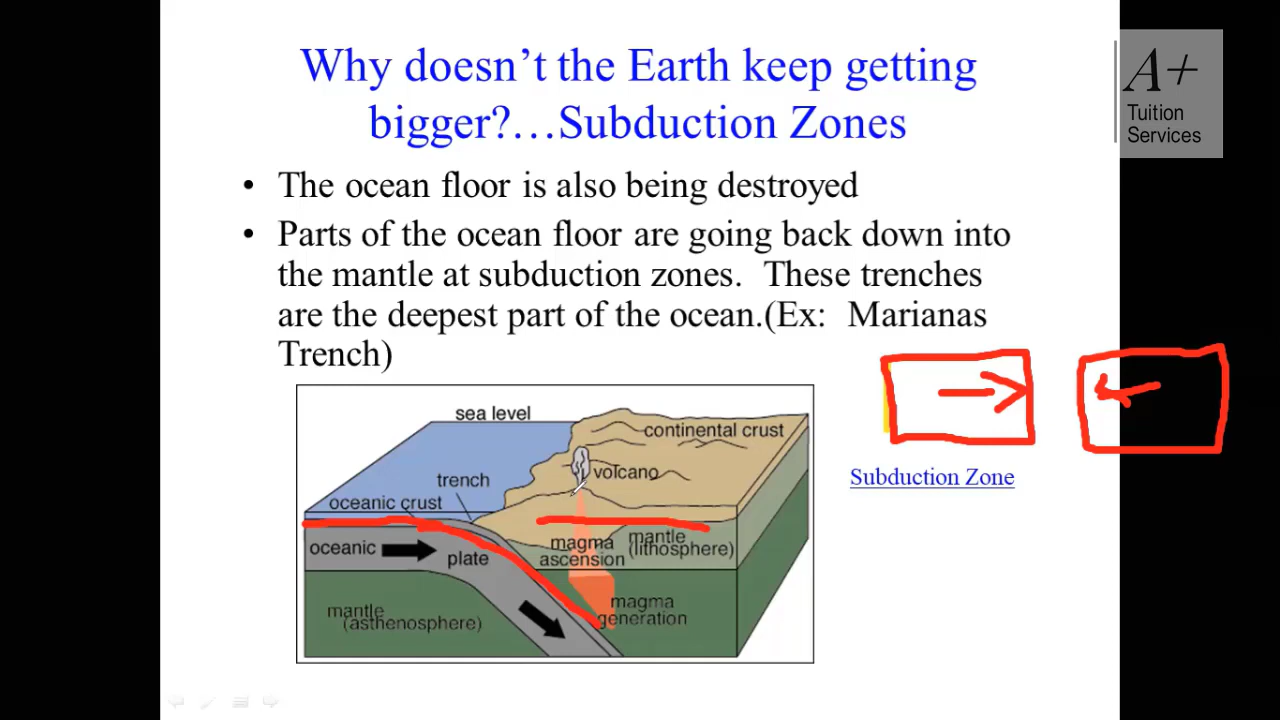 Why doesn’t the Earth keep getting
bigger?…Subduction Zones
A+
Tuition
Services
• The ocean floor is also being destroyed
• Parts of the ocean floor are going back down into
the mantle at subduction zones. These trenches
are the deepest part of the ocean.(Ex: Marianas
Trench)
sea level
continental crust
volcano
trench
oceanic crust
oceanic
plate
magma
ascension
mantle
(lithosphere)
mantle
(asthenosphere)
magma
generation
Subduction Zone